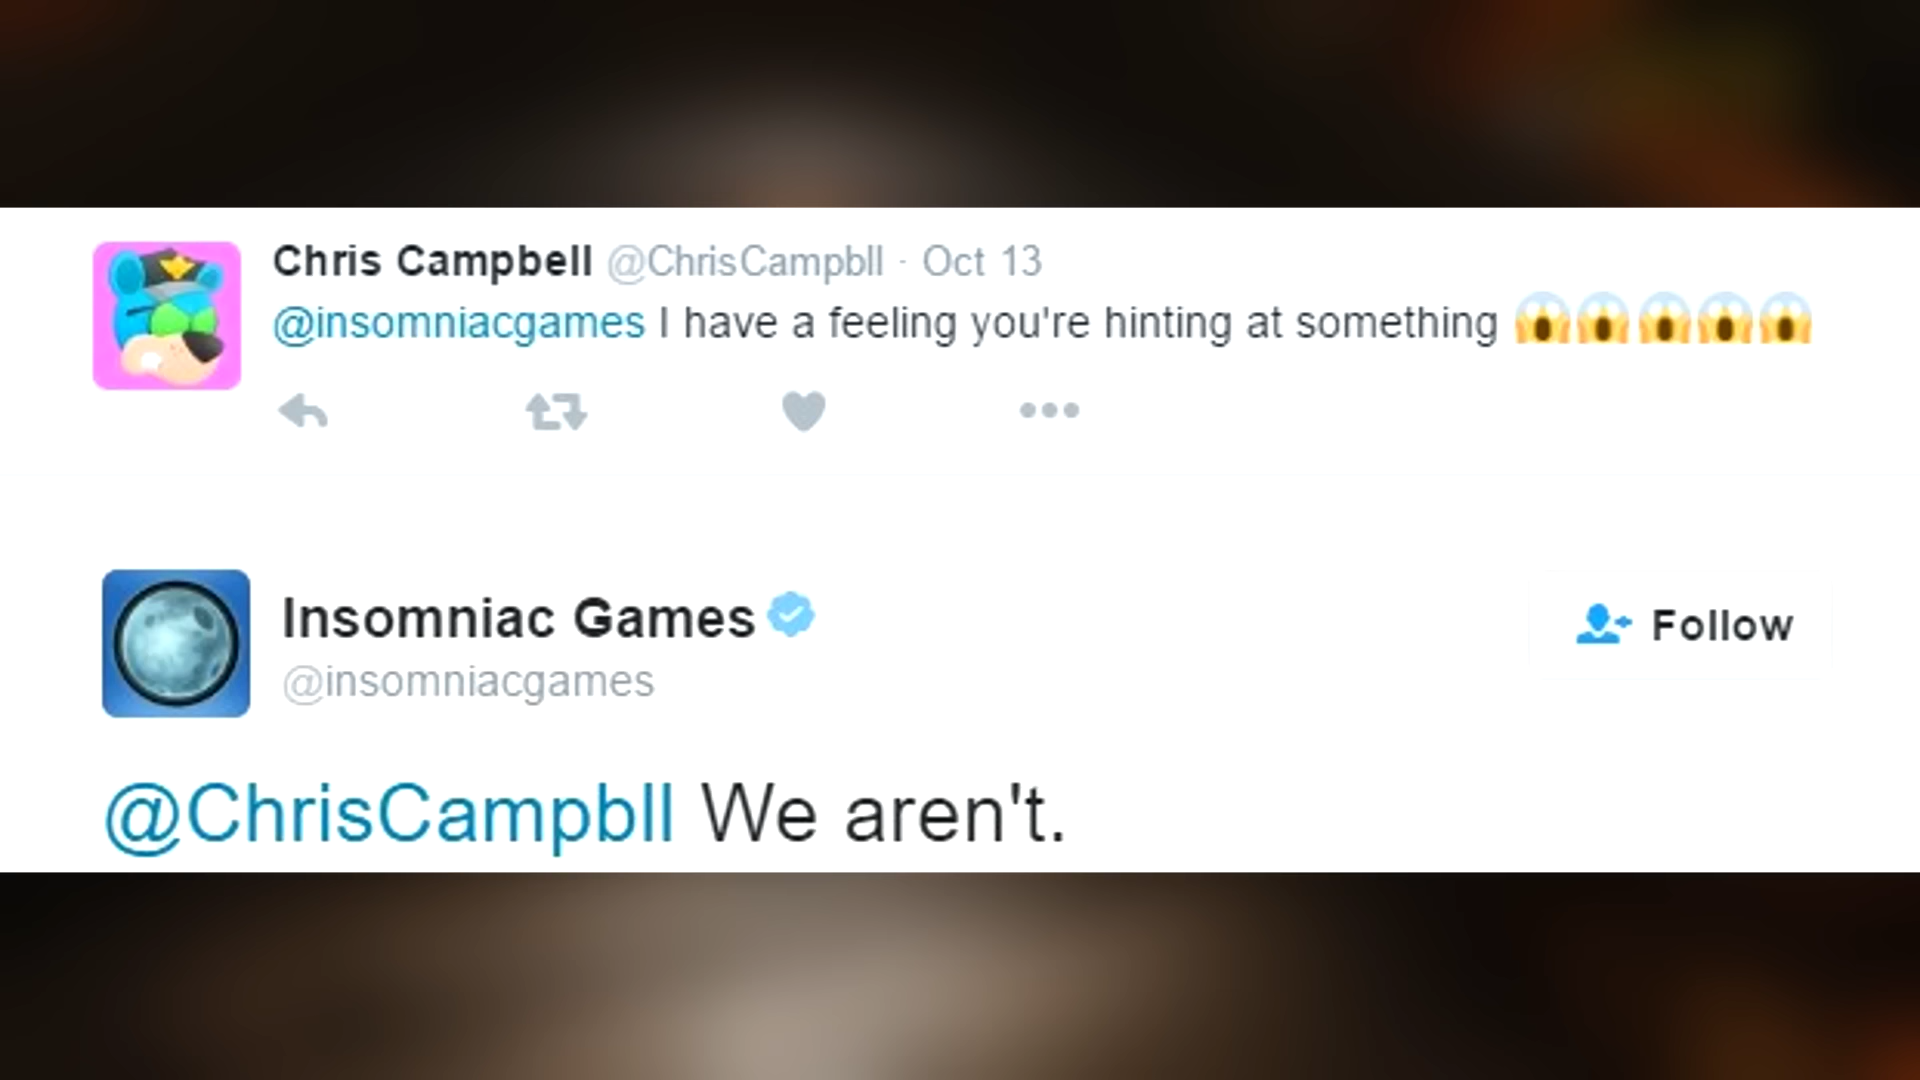 Chris Campbell @ChrisCampbll · Oct 13
@insomniacgames I have a feeling you're hinting at something 😱😱😱😱😱
Insomniac Games
@insomniacgames
Follow
@ChrisCampbll We aren't.